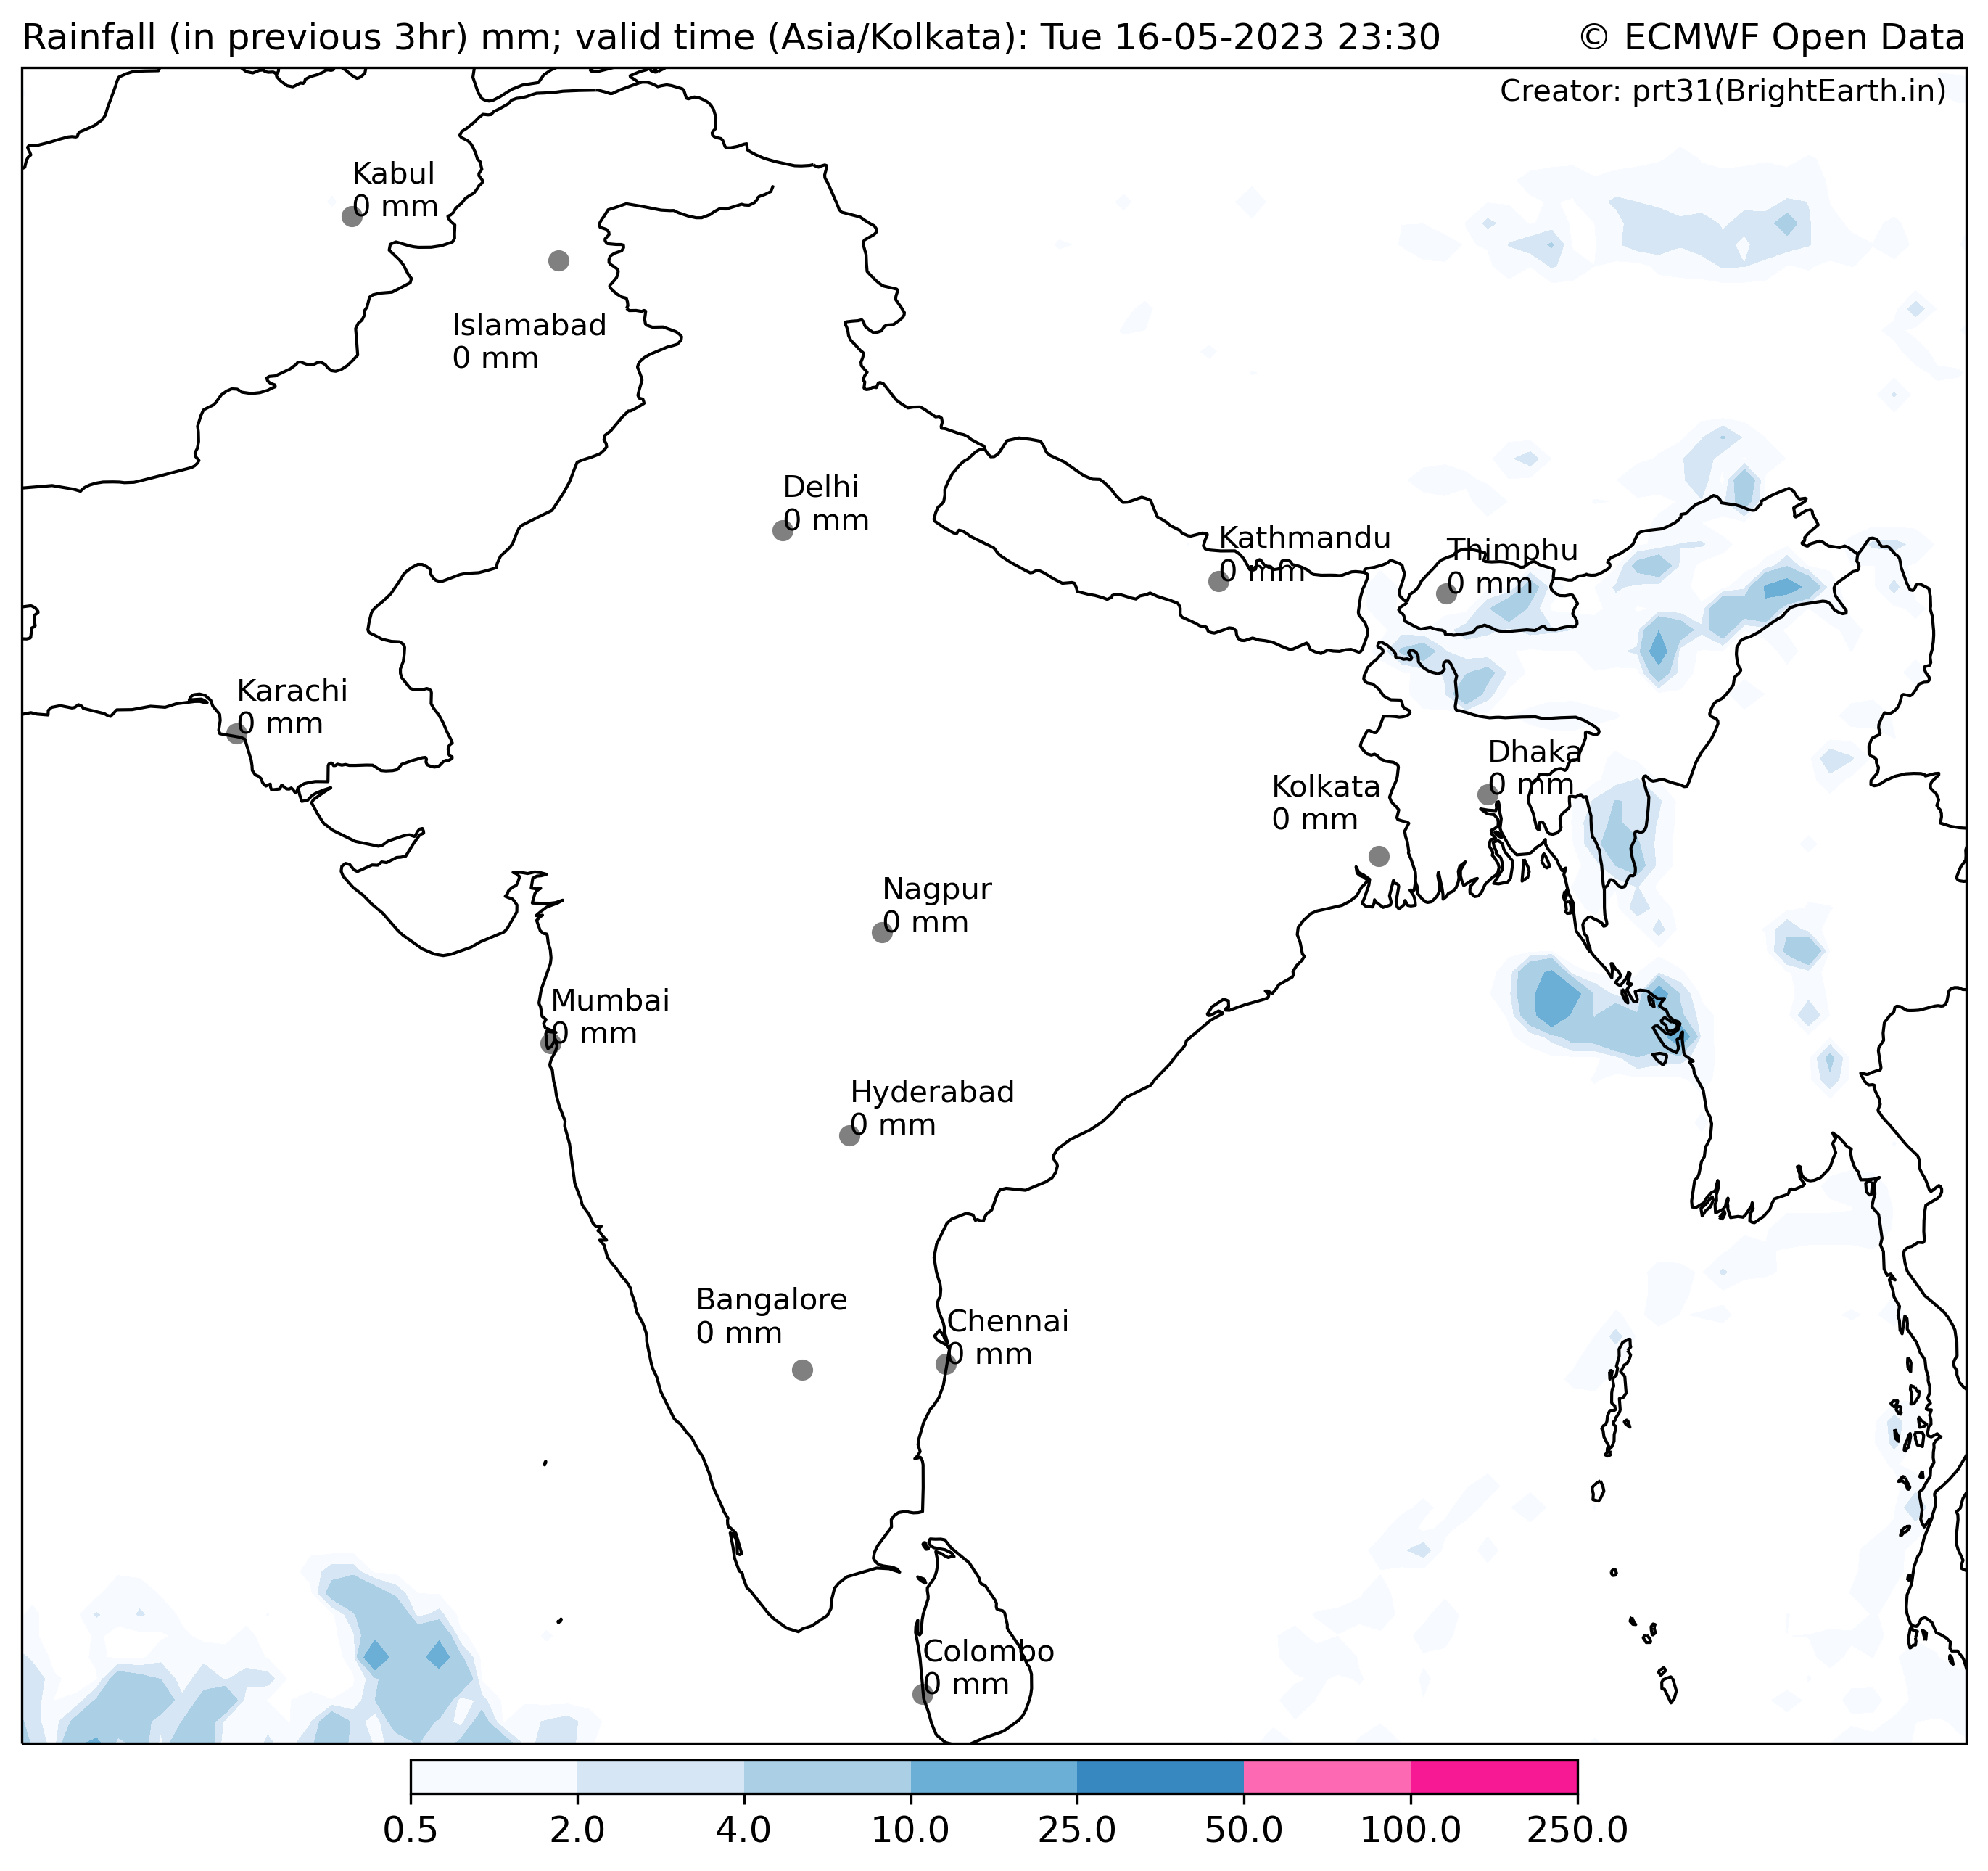 Rainfall (in previous 3hr) mm; valid time (Asia/Kolkata): Tue 16-05-2023 23:30
© ECMWF Open Data
Creator: prt31(BrightEarth.in)
Kabul
0 mm
Islamabad
0 mm
Delhi
0 mm
Kathmandu
0 mm
Thimphu
0 mm
Karachi
0 mm
Dhaka
0 mm
Kolkata
0 mm
Nagpur
0 mm
Mumbai
0 mm
Hyderabad
0 mm
Bangalore
0 mm
Chennai
0 mm
Colombo
0 mm
0.5 2.0 4.0 10.0 25.0 50.0 100.0 250.0